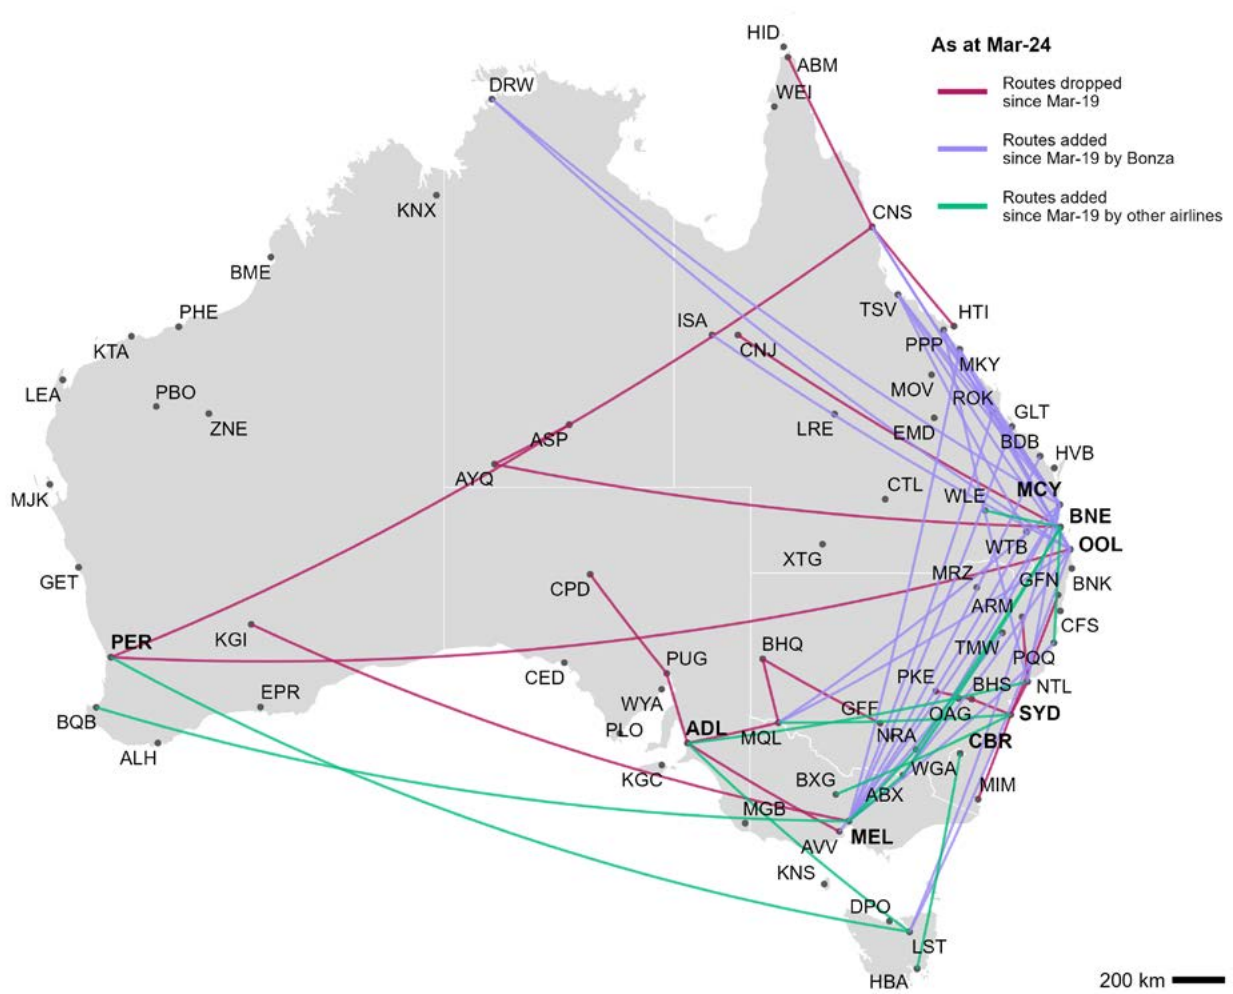 HID
As at Mar-24
ABM
Routes dropped
since Mar-19
DRW
WEI
Routes added
since Mar-19 by Bonza
Routes added
since Mar-19 by other airlines
KNX
CNS
BME
TSV
HTI
PHE
ISA
PPP
KTA
CNJ
MKY
LEA
PBO
MOV
ROK
ZNE
LRE
EMD
GLT
ASP
BDB
HVB
AYQ
CTL
MCY
MJK
WLE
BNE
WTB
OOL
XTG
GET
CPD
MRZ
GFN
BNK
ARM
CFS
PER
KGI
BHQ
TMW
PQQ
PUG
CED
PKE
BHS
NTL
EPR
WYA
GFF
OAG
SYD
BQB
PLO
ADL
MQL
NRA
CBR
ALH
KGC
BXG
WGA
ABX
MIM
MGB
AVV
MEL
KNS
DPO
LST
HBA
200 km